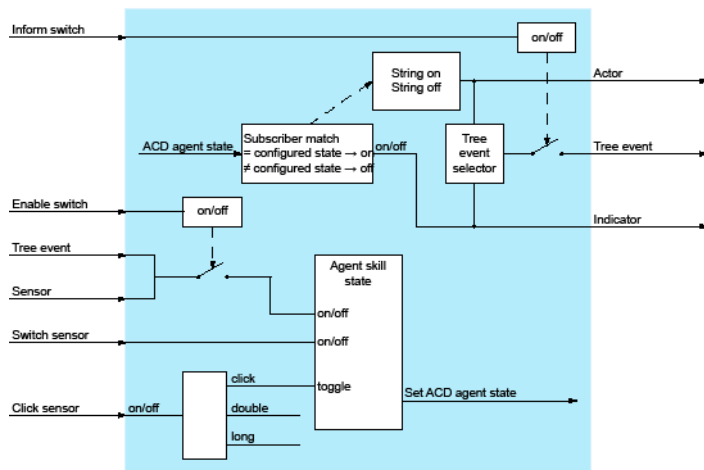 Inform switch
on/off
String on
String off
Actor
ACD agent state
Subscriber match
= configured state → on
≠ configured state → off
on/off
Tree
event
selector
Tree event
Enable switch
on/off
Indicator
Tree event
Agent skill
state
Sensor
on/off
Switch sensor
on/off
click
toggle
Set ACD agent state
Click sensor
on/off
double
long